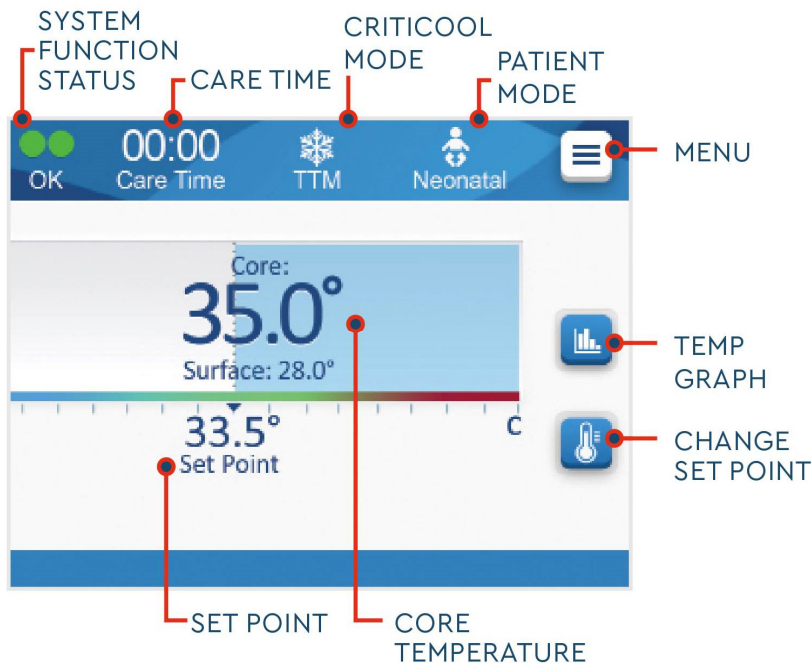 SYSTEM
FUNCTION
STATUS
CARE TIME
CRITICOOL
MODE
PATIENT
MODE
MENU
OK
00:00
Care Time
TTM
Neonatal
Core:
35.0°
Surface: 28.0°
33.5°
Set Point
C
TEMP
GRAPH
CHANGE
SET POINT
SET POINT
CORE
TEMPERATURE